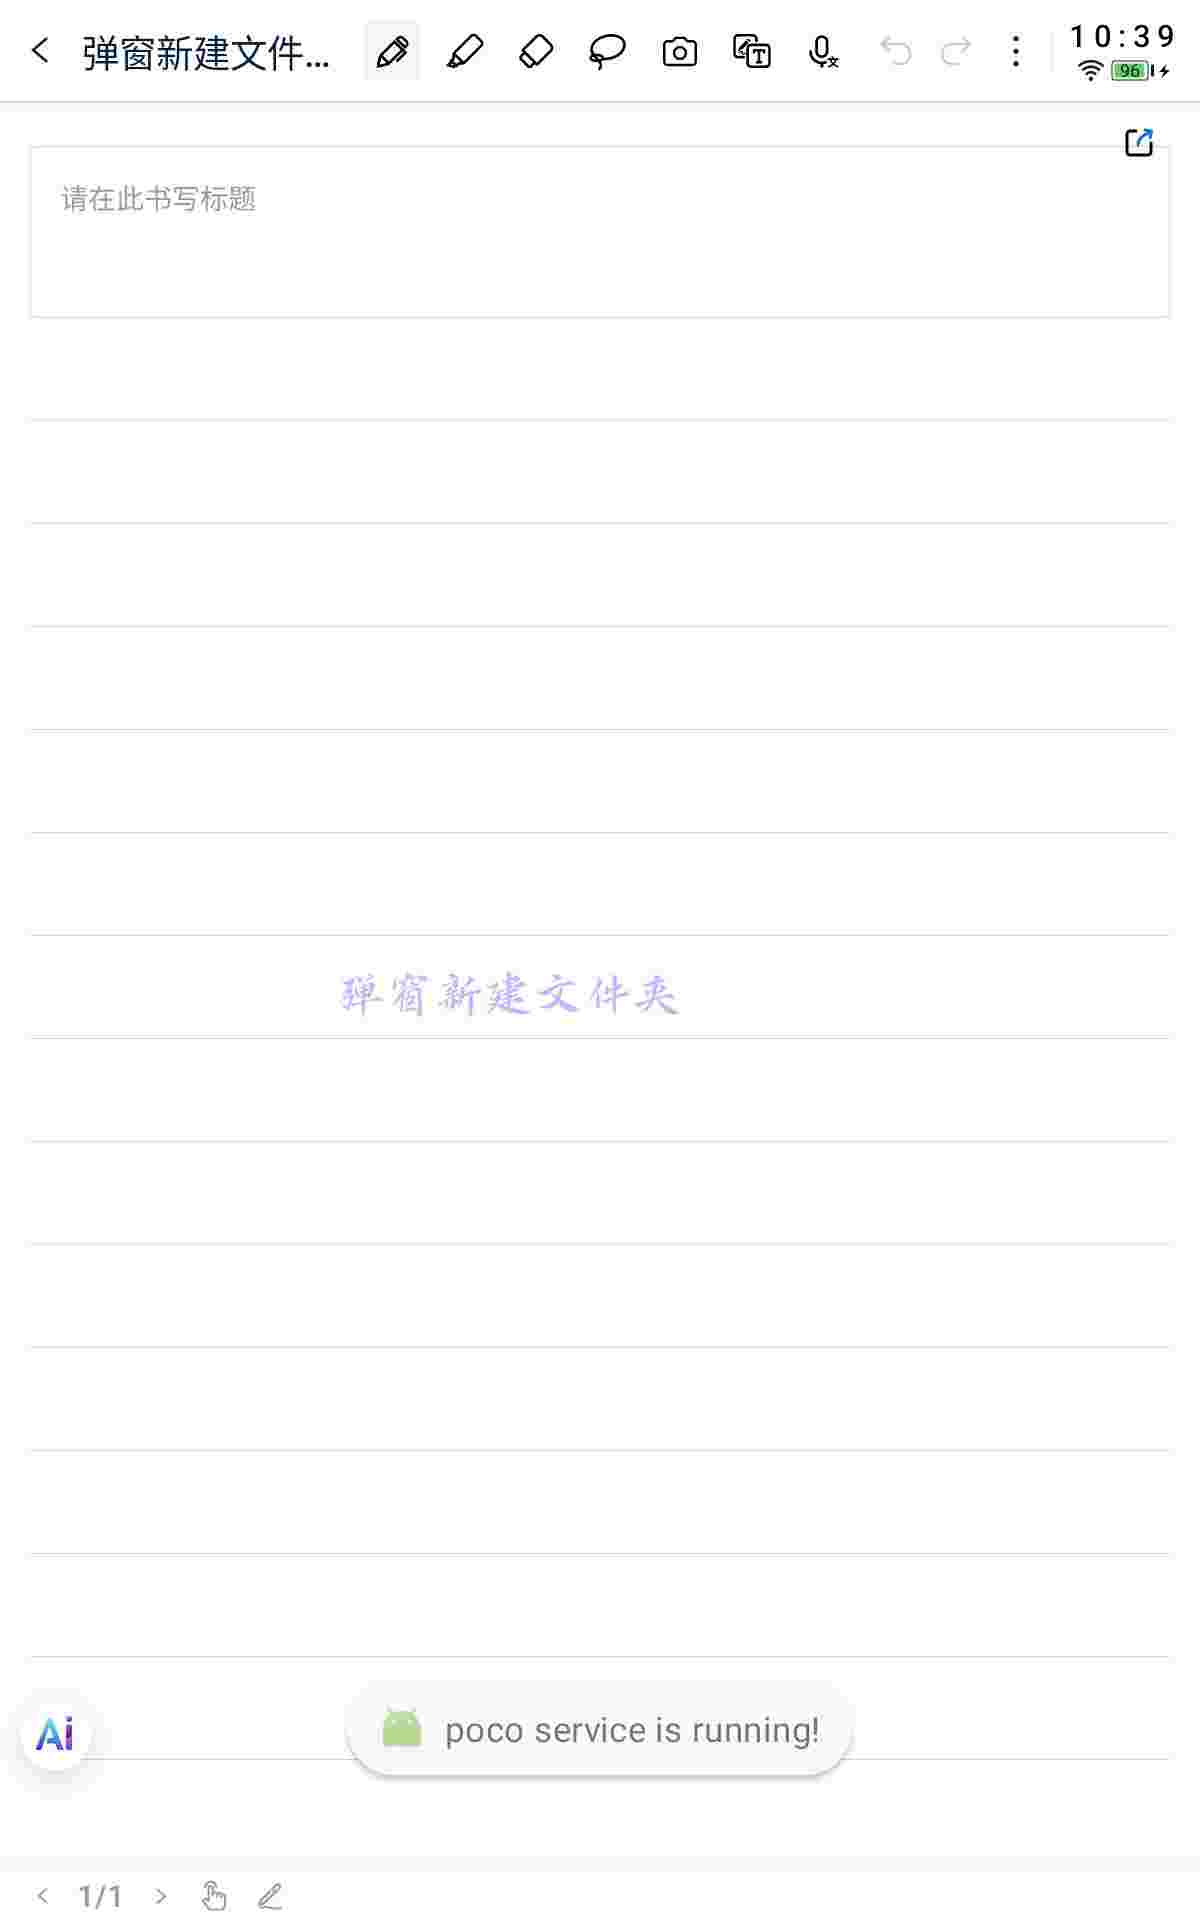 弹窗新建文件...
10:39
96
请在此书写标题
弹窗新建文件夹
Ai
poco service is running!
1/1